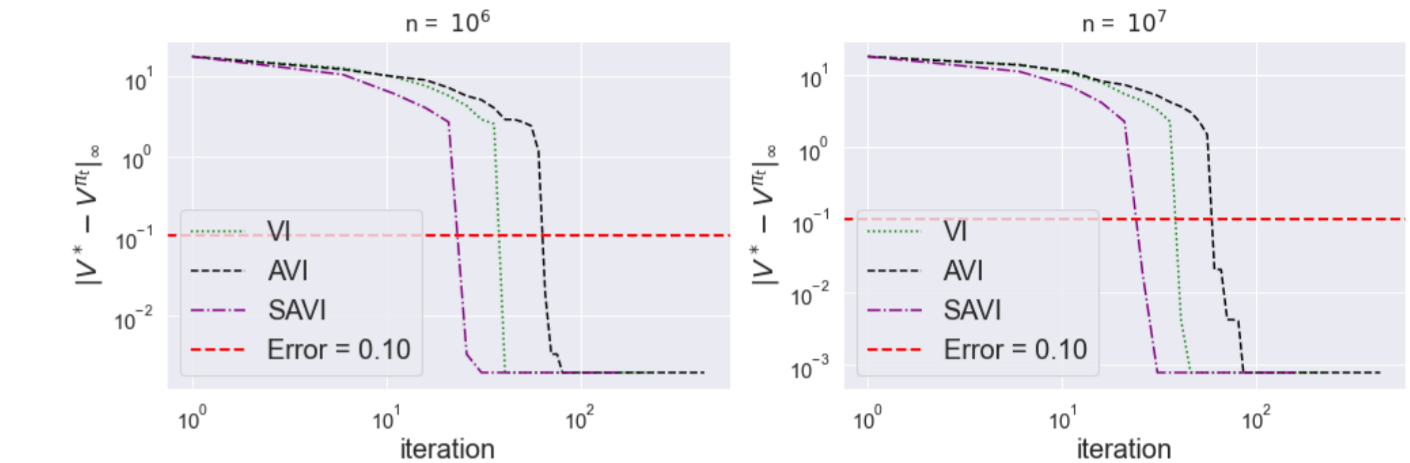 n = 10^6
|V* − V^{π_t}|_∞
10^1
10^0
10^{-1}
10^{-2}
VI
AVI
SAVI
Error = 0.10
10^0 10^1 10^2
iteration
n = 10^7
|V* − V^{π_t}|_∞
10^1
10^0
10^{-1}
10^{-2}
10^{-3}
VI
AVI
SAVI
Error = 0.10
10^0 10^1 10^2
iteration